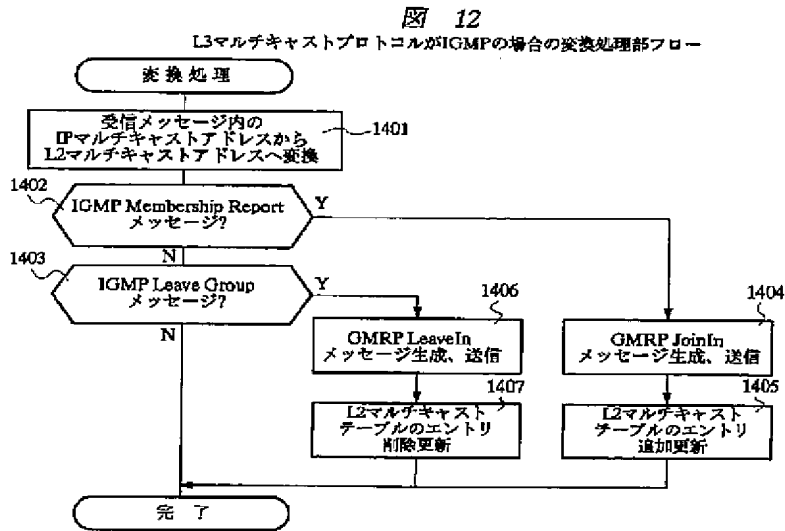 図 12
L3マルチキャストプロトコルがIGMPの場合の変換処理部フロー
変換処理
受信メッセージ内の
IPマルチキャストアドレスから
L2マルチキャストアドレスへ変換
1401
1402
IGMP Membership Report
メッセージ?
Y
N
1403
IGMP Leave Group
メッセージ?
Y
N
1406
GMRP LeaveIn
メッセージ生成、送信
1404
GMRP JoinIn
メッセージ生成、送信
1407
L2マルチキャスト
テーブルのエントリ
削除更新
1405
L2マルチキャスト
テーブルのエントリ
追加更新
完了